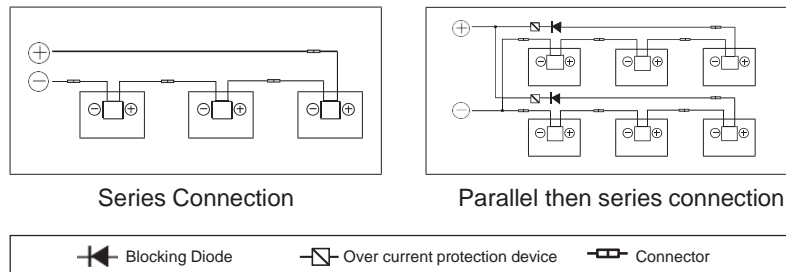 Series Connection
Parallel then series connection
Blocking Diode
Over current protection device
Connector